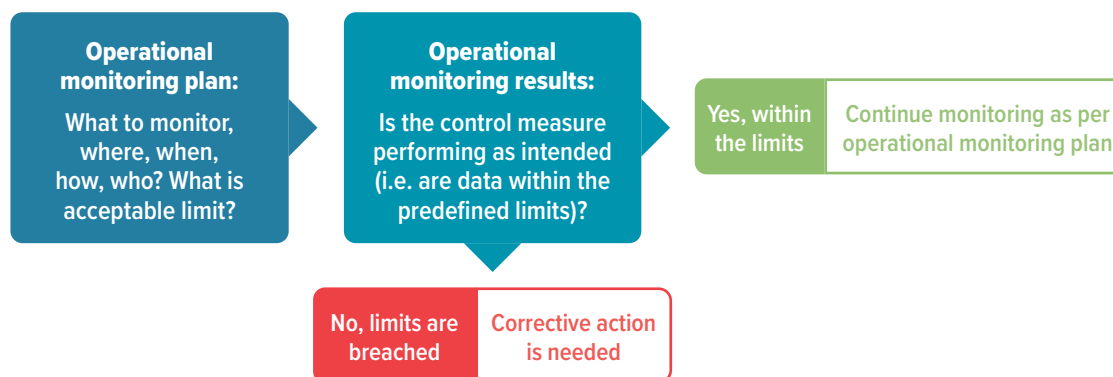 Operational
monitoring plan:
What to monitor,
where, when,
how, who? What is
acceptable limit?
Operational
monitoring results:
Is the control measure
performing as intended
(i.e. are data within the
predefined limits)?
Yes, within
the limits
Continue monitoring as per
operational monitoring plan
No, limits are
breached
Corrective action
is needed